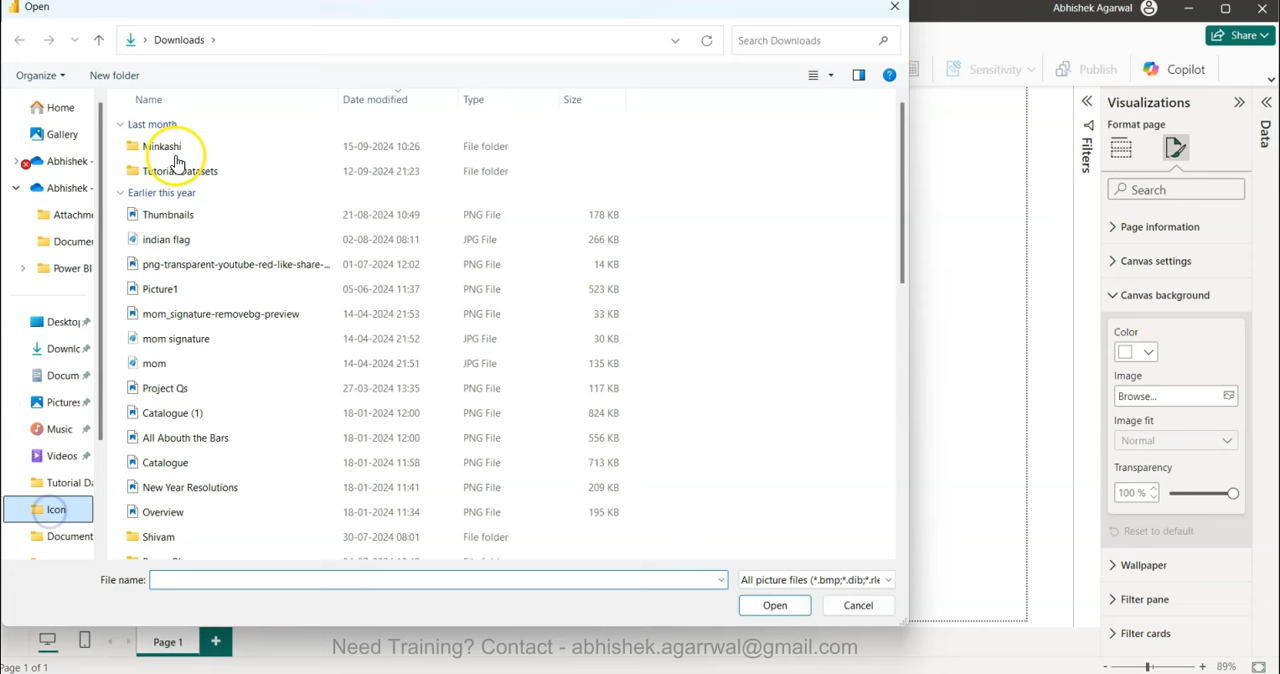 Open
Abhishek Agarwal
Downloads
Search Downloads
Share
Organize
New folder
Sensitivity
Publish
Copilot
Name
Date modified
Type
Size
Home
Gallery
Abhishek -
Abhishek -
Attachm
Documer
Power BI
Desktop
Downlc
Docum
Pictures
Music
Videos
Tutorial Da
Icon
Document
Last month
Minkashi 15-09-2024 10:26 File folder
Tutorial Datasets 12-09-2024 21:23 File folder
Earlier this year
Thumbnails 21-08-2024 10:49 PNG File 178 KB
indian flag 02-08-2024 08:11 JPG File 266 KB
png-transparent-youtube-red-like-share-... 01-07-2024 12:02 PNG File 14 KB
Picture1 05-06-2024 11:37 PNG File 523 KB
mom_signature-removebg-preview 14-04-2024 21:53 PNG File 33 KB
mom signature 14-04-2024 21:52 JPG File 30 KB
mom 14-04-2024 21:51 JPG File 135 KB
Project Qs 27-03-2024 13:35 PNG File 117 KB
Catalogue (1) 18-01-2024 12:00 PNG File 824 KB
All Abouth the Bars 18-01-2024 12:00 PNG File 556 KB
Catalogue 18-01-2024 11:58 PNG File 713 KB
New Year Resolutions 18-01-2024 11:41 PNG File 209 KB
Overview 18-01-2024 11:34 PNG File 195 KB
Shivam 30-07-2024 08:01 File folder
File name:
All picture files (*.bmp;*.dib;*.rle
Open
Cancel
Filters
Visualizations
Data
Format page
Search
Page information
Canvas settings
Canvas background
Color
Image
Browse...
Image fit
Normal
Transparency
100 %
Reset to default
Wallpaper
Filter pane
Filter cards
Page 1
+
Need Training? Contact - abhishek.agarrwal@gmail.com
Page 1 of 1
- + 89%